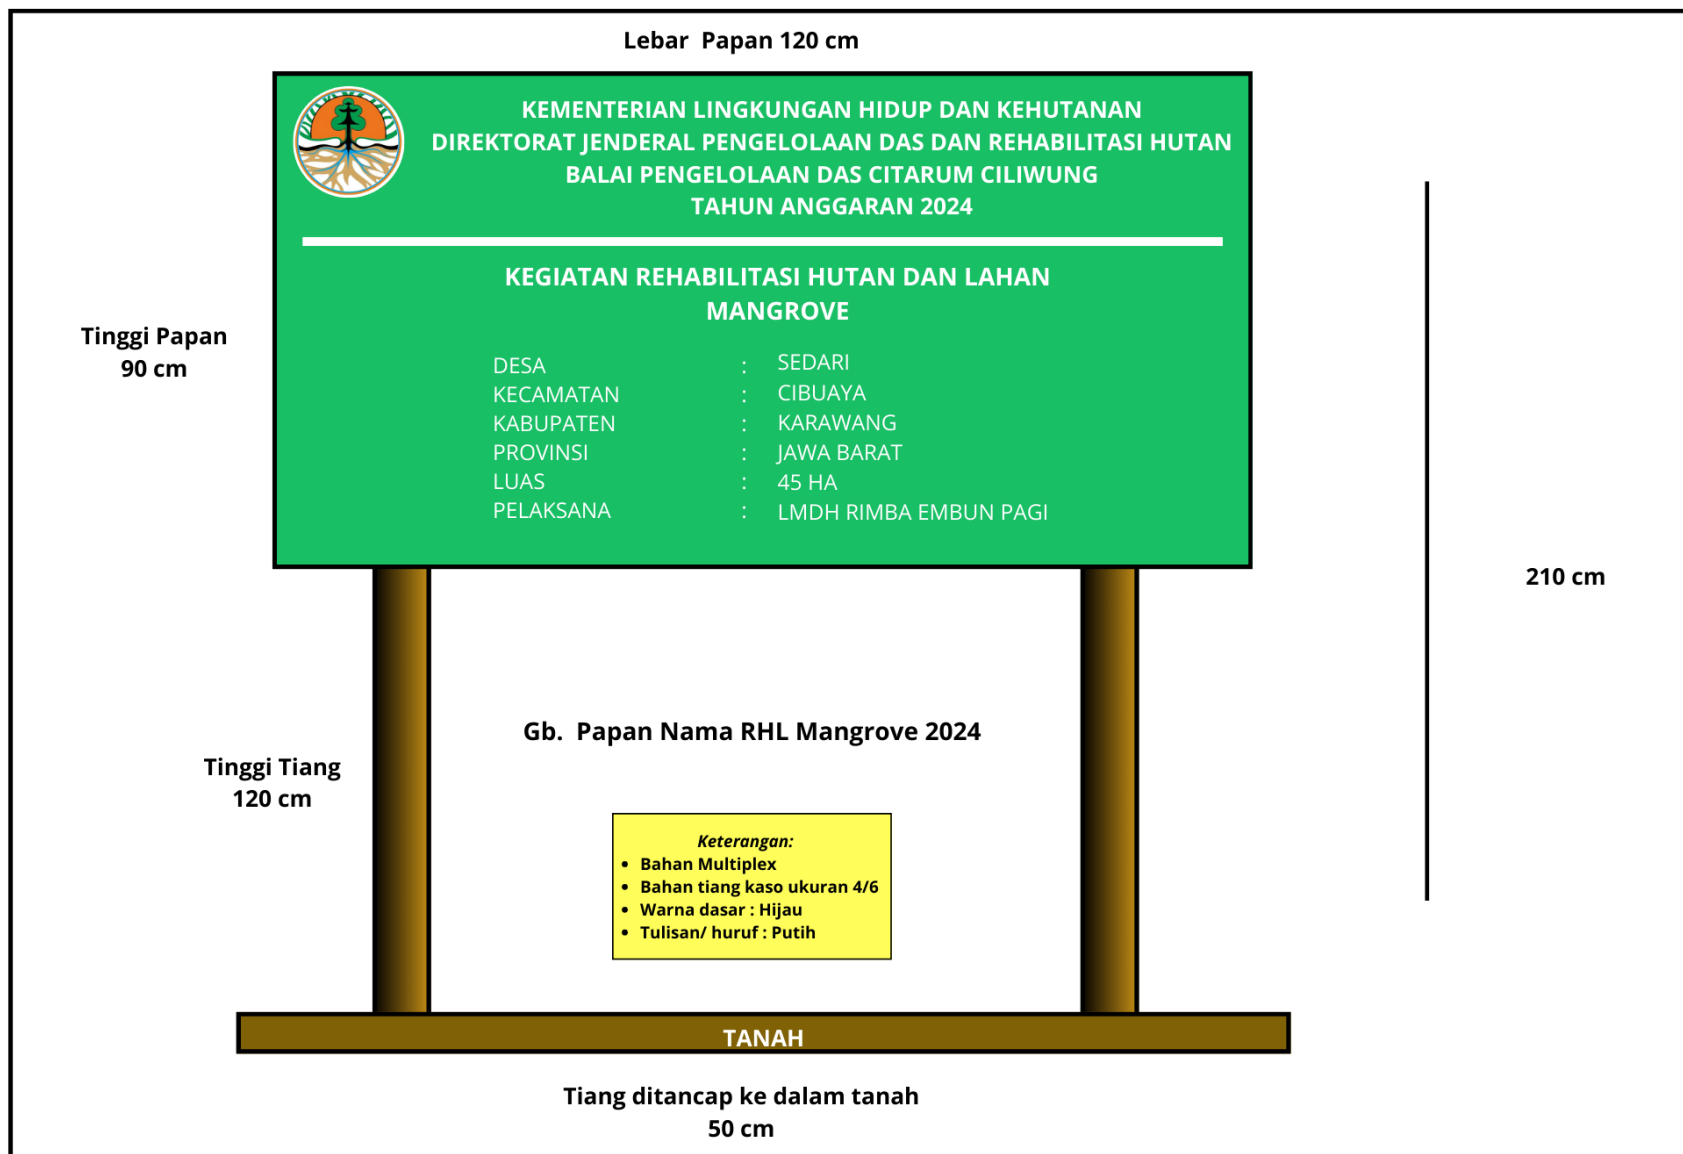 Lebar Papan 120 cm
KEMENTERIAN LINGKUNGAN HIDUP DAN KEHUTANAN
DIREKTORAT JENDERAL PENGELOLAAN DAS DAN REHABILITASI HUTAN
BALAI PENGELOLAAN DAS CITARUM CILIWUNG
TAHUN ANGGARAN 2024
KEGIATAN REHABILITASI HUTAN DAN LAHAN
MANGROVE
DESA : SEDARI
KECAMATAN : CIBUAYA
KABUPATEN : KARAWANG
PROVINSI : JAWA BARAT
LUAS : 45 HA
PELAKSANA : LMDH RIMBA EMBUN PAGI
Tinggi Papan
90 cm
210 cm
Gb. Papan Nama RHL Mangrove 2024
Tinggi Tiang
120 cm
Keterangan:
• Bahan Multiplex
• Bahan tiang kaso ukuran 4/6
• Warna dasar : Hijau
• Tulisan/ huruf : Putih
TANAH
Tiang ditancap ke dalam tanah
50 cm